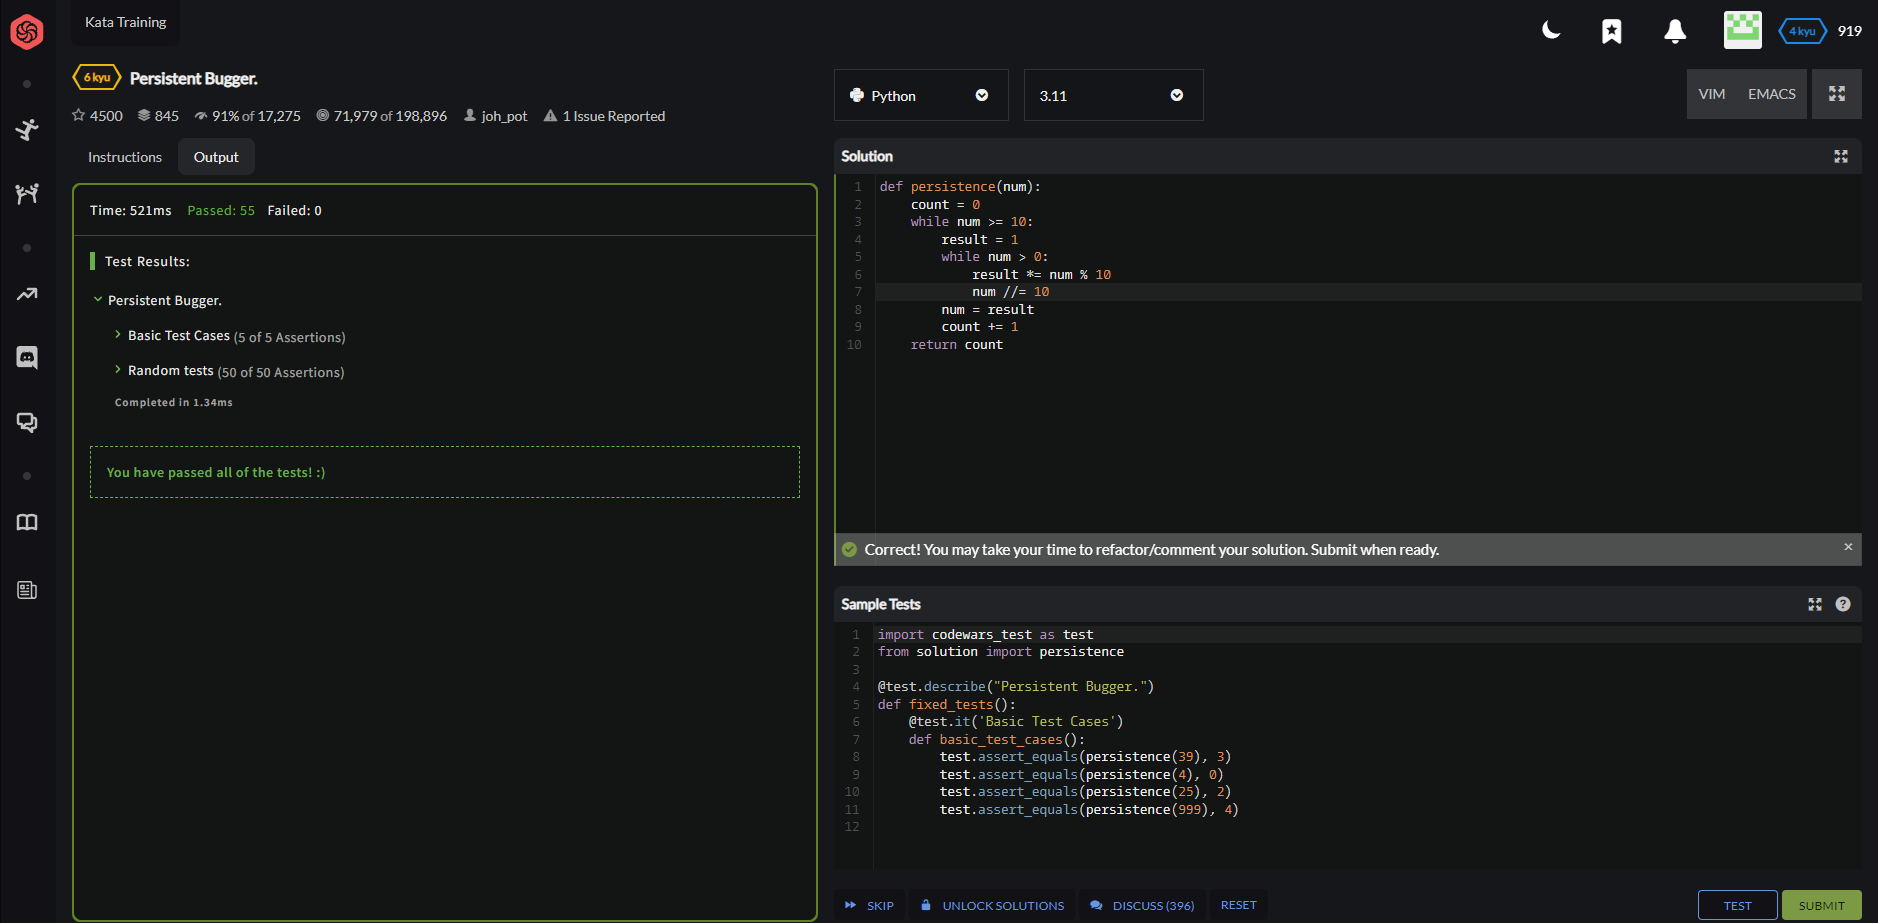 Kata Training
4 kyu 919
6 kyu Persistent Bugger.
4500 845 91% of 17,275 71,979 of 198,896 joh_pot 1 Issue Reported
Instructions Output
Time: 521ms Passed: 55 Failed: 0
Test Results:
Persistent Bugger.
Basic Test Cases (5 of 5 Assertions)
Random tests (50 of 50 Assertions)
Completed in 1.34ms
You have passed all of the tests! :)
Python 3.11 VIM EMACS
Solution
1 def persistence(num):
2     count = 0
3     while num >= 10:
4         result = 1
5         while num > 0:
6             result *= num % 10
7             num //= 10
8         num = result
9         count += 1
10     return count
Correct! You may take your time to refactor/comment your solution. Submit when ready. ×
Sample Tests ?
1 import codewars_test as test
2 from solution import persistence
3
4 @test.describe("Persistent Bugger.")
5 def fixed_tests():
6     @test.it('Basic Test Cases')
7     def basic_test_cases():
8         test.assert_equals(persistence(39), 3)
9         test.assert_equals(persistence(4), 0)
10         test.assert_equals(persistence(25), 2)
11         test.assert_equals(persistence(999), 4)
12
SKIP UNLOCK SOLUTIONS DISCUSS (396) RESET TEST SUBMIT